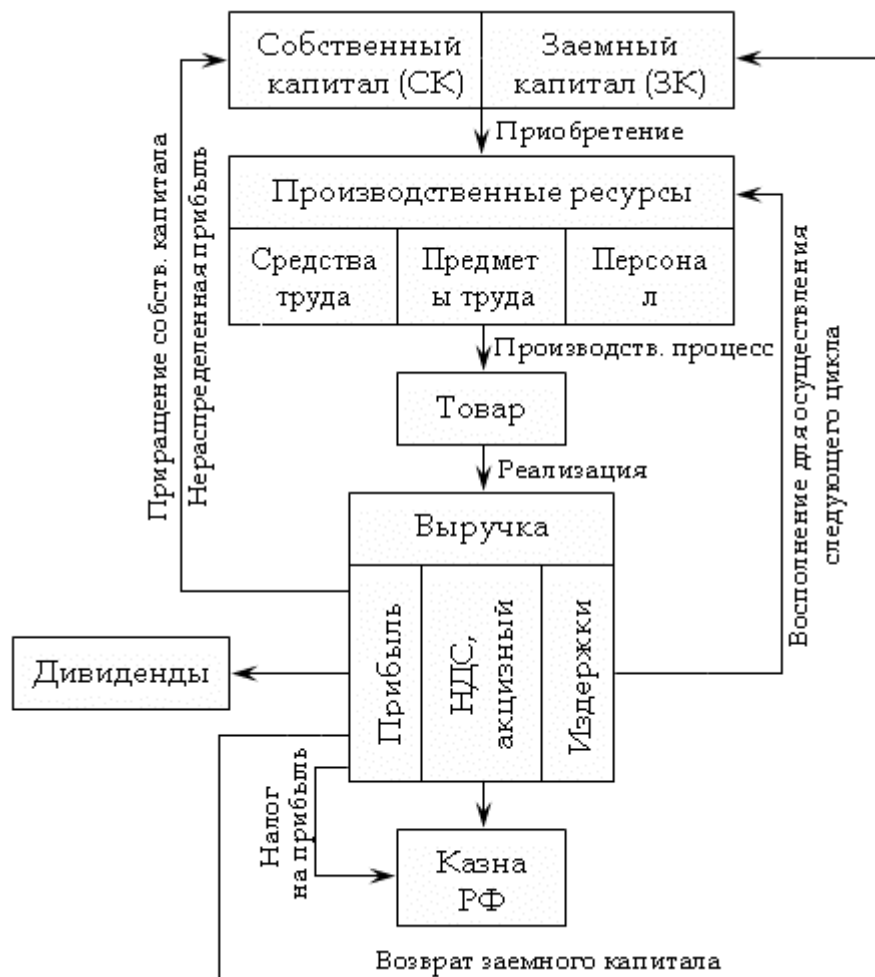 Собственный
капитал (СК)
Заемный
капитал (ЗК)
Приобретение
Производственные ресурсы
Средства
труда
Предмет
ы труда
Персона
л
Производств. процесс
Товар
Реализация
Выручка
Прибыль
НДС,
акцизный
Издержки
Приращение собств. капитала
Нераспределенная прибыль
Восполнение для осуществления
следующего цикла
Дивиденды
Налог
на прибыль
Казна
РФ
Возврат заемного капитала